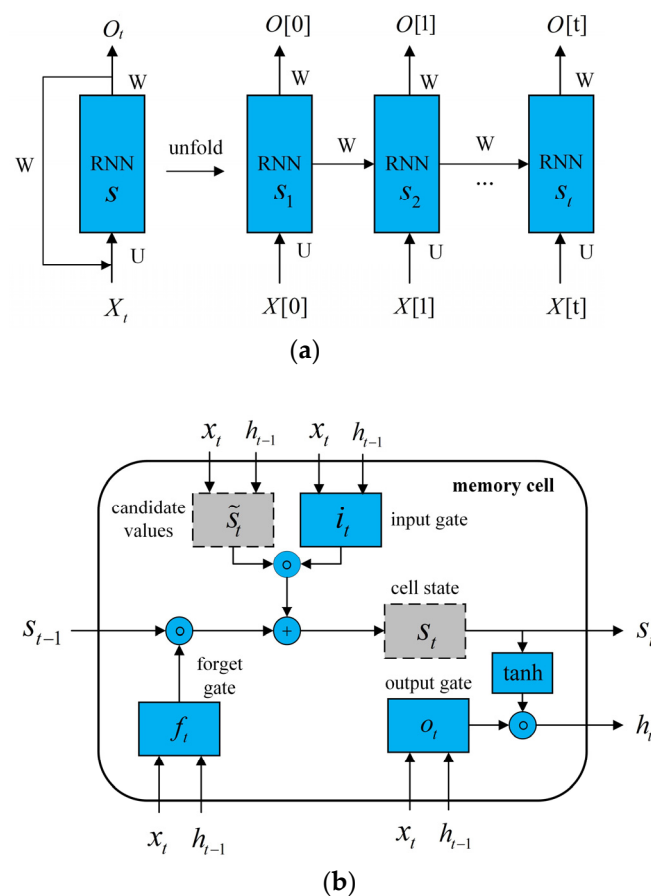 O_t O[0] O[1] O[t]
W W W W
W unfold W W
RNN RNN RNN RNN
s s_1 s_2 ... s_t
U U U U
X_t X[0] X[1] X[t]
(a)
x_t h_{t-1} x_t h_{t-1}
memory cell
candidate values
s̃_t
i_t
input gate
cell state
s_{t-1}
+
s_t
s_t
forget gate
output gate
tanh
f_t
o_t
h_t
x_t h_{t-1} x_t h_{t-1}
(b)